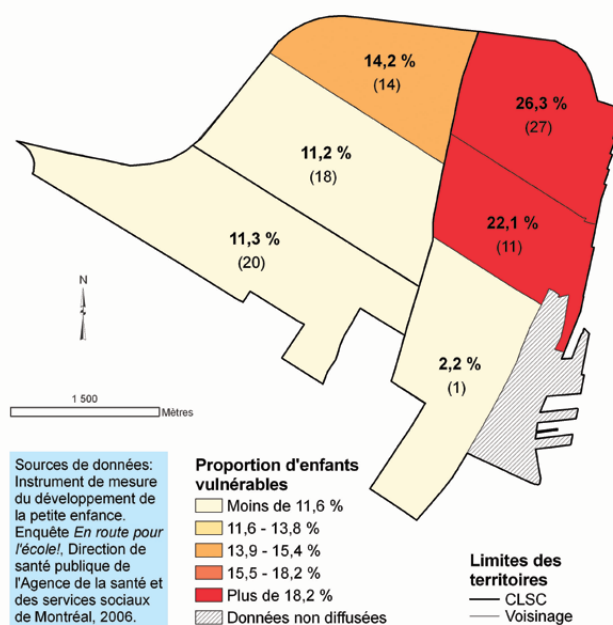 14,2 %
(14)
26,3 %
(27)
11,2 %
(18)
22,1 %
(11)
11,3 %
(20)
2,2 %
(1)
N
1 500
Mètres
Sources de données:
Instrument de mesure
du développement de
la petite enfance.
Enquête En route pour
l'école!, Direction de
santé publique de
l'Agence de la santé et
des services sociaux
de Montréal, 2006.
Proportion d'enfants
vulnérables
Moins de 11,6 %
11,6 - 13,8 %
13,9 - 15,4 %
15,5 - 18,2 %
Plus de 18,2 %
Données non diffusées
Limites des
territoires
CLSC
Voisinage